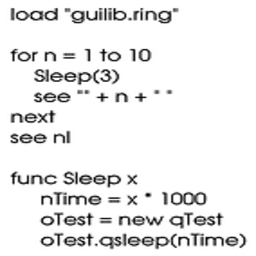 load "guilib.ring"
for n = 1 to 10
Sleep(3)
see "" + n + " "
next
see nl
func Sleep x
nTime = x * 1000
oTest = new qTest
oTest.qsleep(nTime)